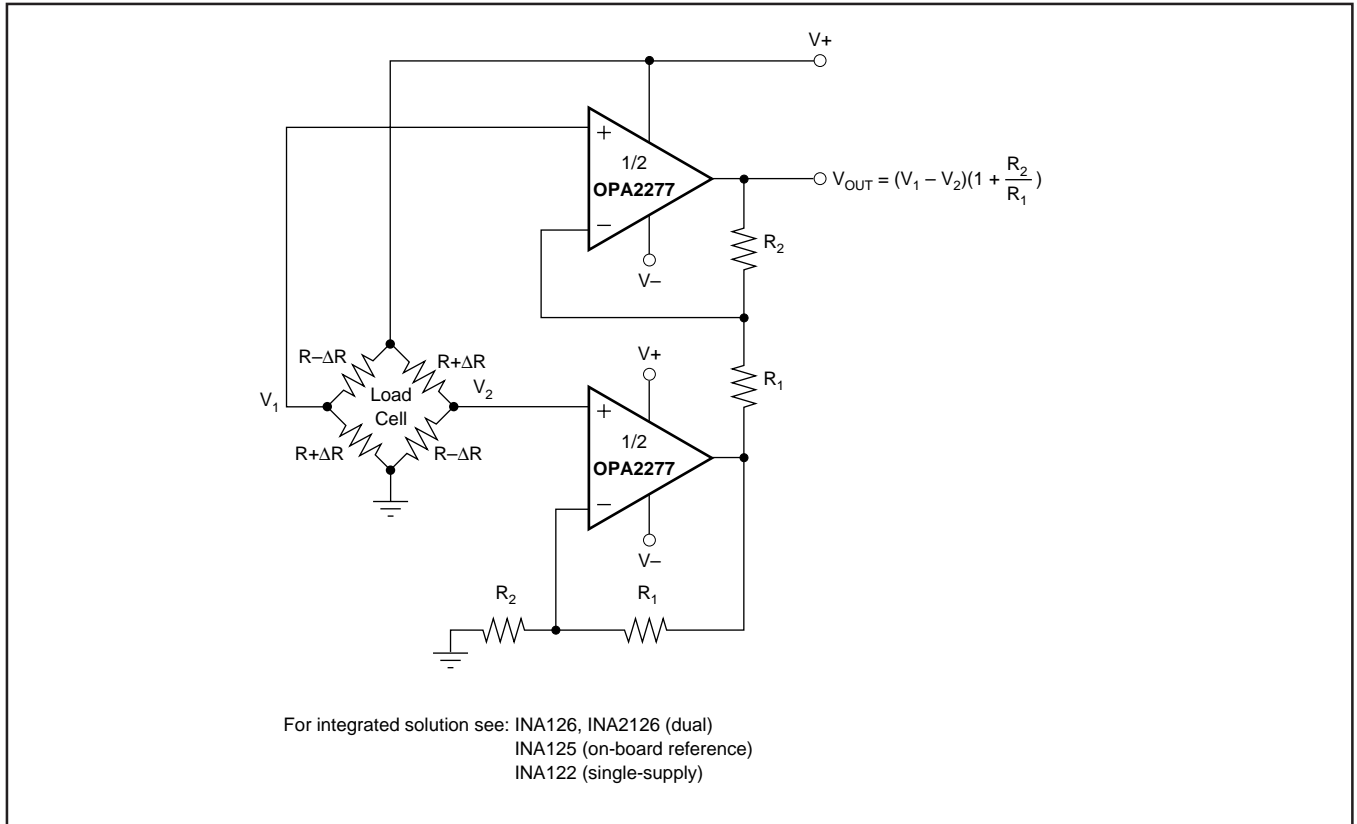 V+
+
1/2
OPA2277
−
V−
V_OUT = (V_1 – V_2)(1 + R_2/R_1)
R_2
R_1
R–ΔR
R+ΔR
V_1
Load
Cell
V_2
R+ΔR
R–ΔR
V+
+
1/2
OPA2277
−
V−
R_2
R_1
For integrated solution see: INA126, INA2126 (dual)
INA125 (on-board reference)
INA122 (single-supply)